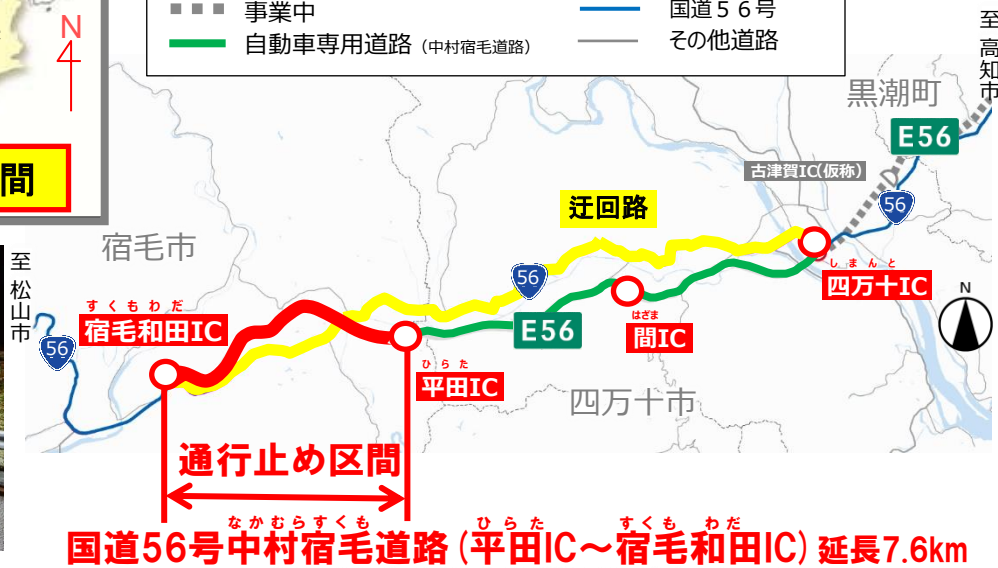 事業中
国道56号
自動車専用道路(中村宿毛道路)
その他道路
N
間
至高知市
黒潮町
E56
古津賀IC(仮称)
56
迂回路
宿毛市
至松山市
56
すくもわだ
宿毛和田IC
56
E56
しまんと
四万十IC
はざま
間IC
N
ひらた
平田IC
四万十市
通行止め区間
なかむらすくも ひらた すくも わだ
国道56号中村宿毛道路(平田IC～宿毛和田IC)延長7.6km